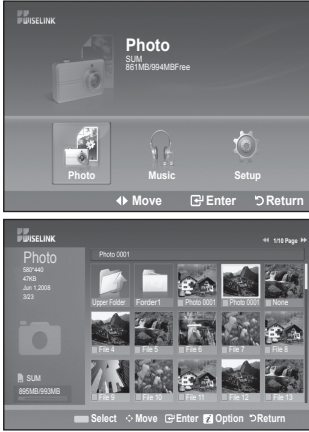 WISELINK
Photo
SUM
861MB/994MBFree
Photo Music Setup
Move Enter Return
WISELINK
1/10 Page
Photo
580*440
47KB
Jun 1,2005
3/23
SUM
895MB/993MB
Photo 0001
Upper Folder Forder1 Photo 0001 Photo 0001 None
File 4 File 5 File 6 File 7 File 8
File 9 File 10 File 11 File 12 File 13
Select Move Enter Option Return